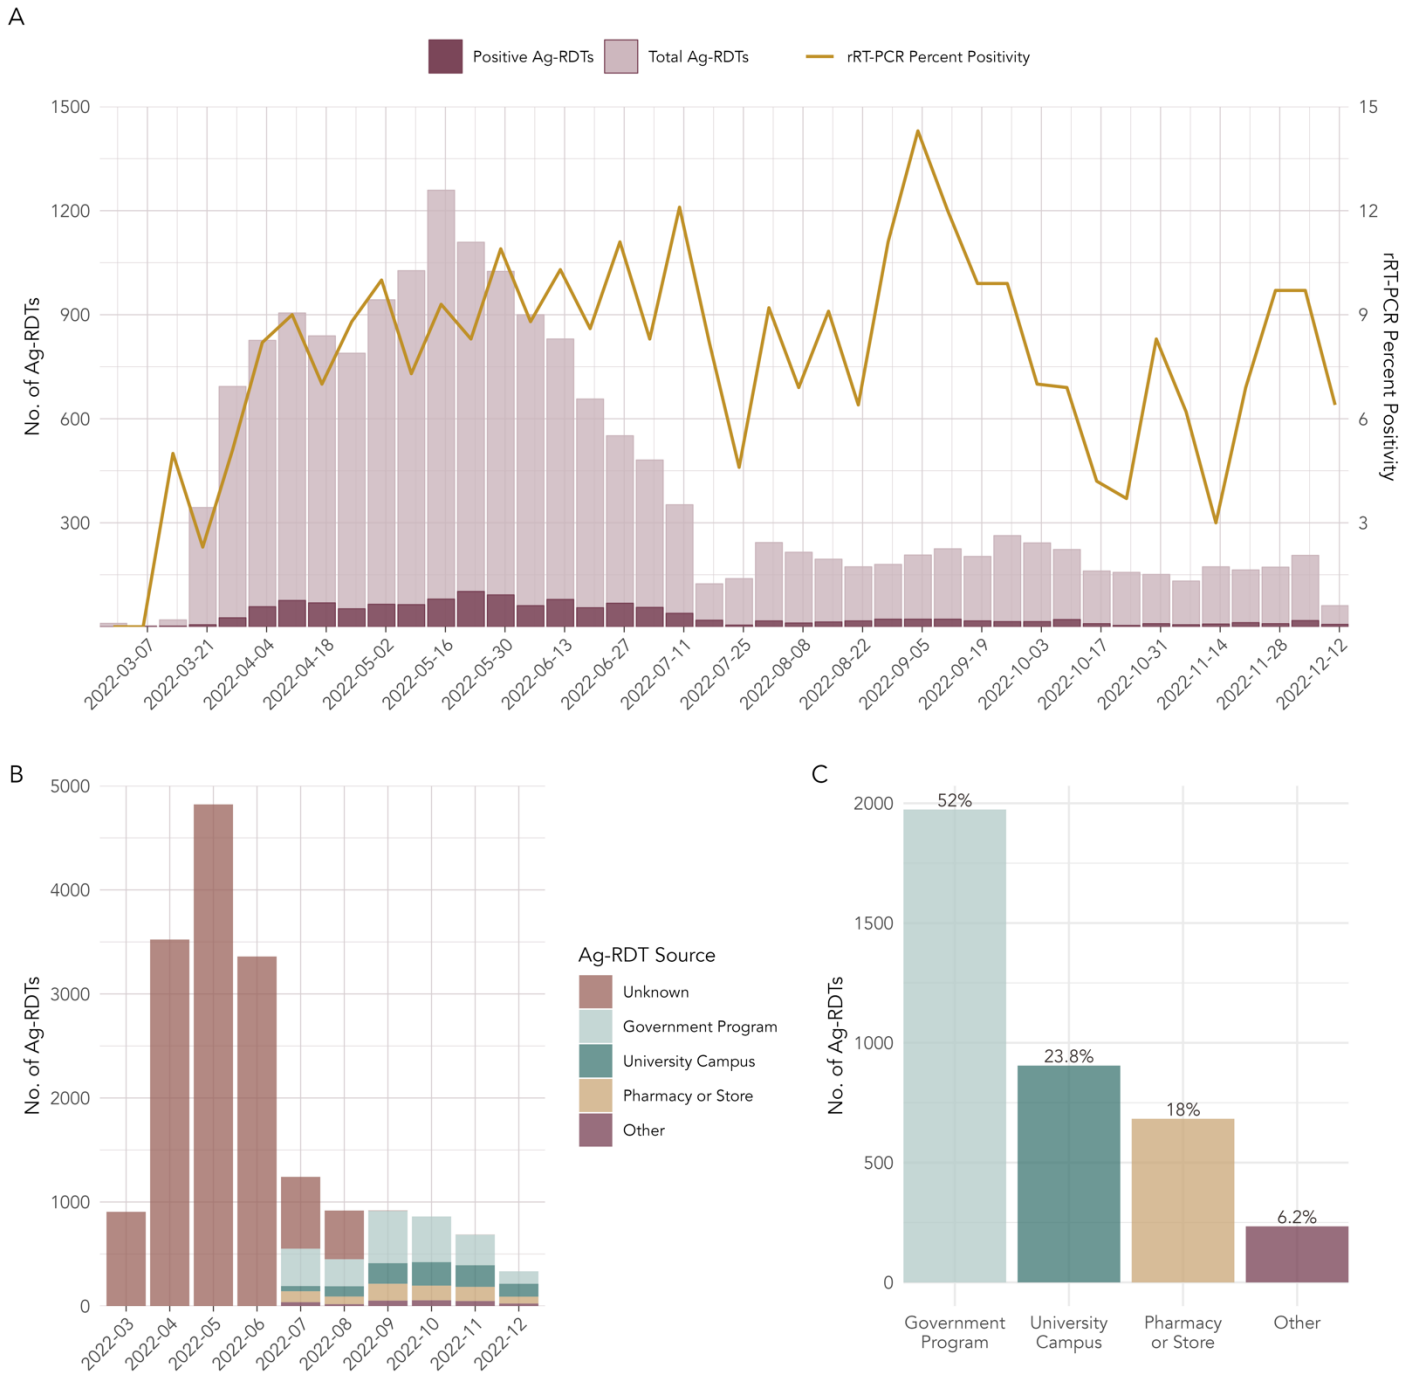 A
Positive Ag-RDTs Total Ag-RDTs rRT-PCR Percent Positivity
1500
1200
900
600
300
No. of Ag-RDTs
15
12
9
6
3
rRT-PCR Percent Positivity
2022-03-07
2022-03-21
2022-04-04
2022-04-18
2022-05-02
2022-05-16
2022-05-30
2022-06-13
2022-06-27
2022-07-11
2022-07-25
2022-08-08
2022-08-22
2022-09-05
2022-09-19
2022-10-03
2022-10-17
2022-10-31
2022-11-14
2022-11-28
2022-12-12
B
5000
4000
3000
2000
1000
0
No. of Ag-RDTs
2022-03
2022-04
2022-05
2022-06
2022-07
2022-08
2022-09
2022-10
2022-11
2022-12
Ag-RDT Source
Unknown
Government Program
University Campus
Pharmacy or Store
Other
C
2000
1500
1000
500
0
No. of Ag-RDTs
52%
23.8%
18%
6.2%
Government
Program
University
Campus
Pharmacy
or Store
Other